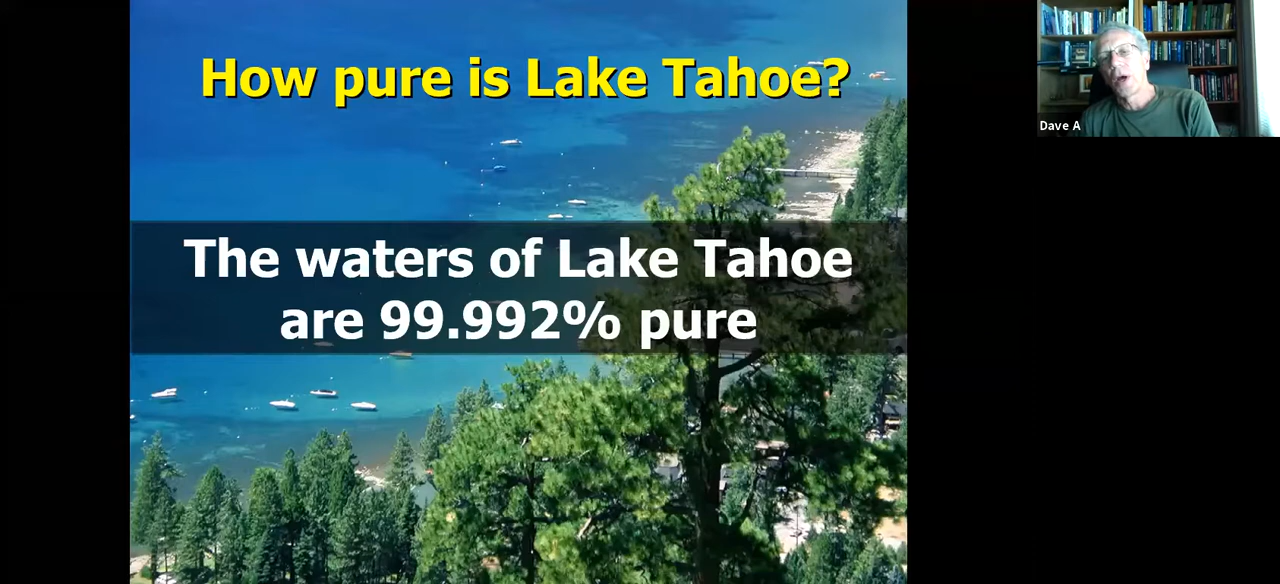 How pure is Lake Tahoe?
The waters of Lake Tahoe
are 99.992% pure
Dave A